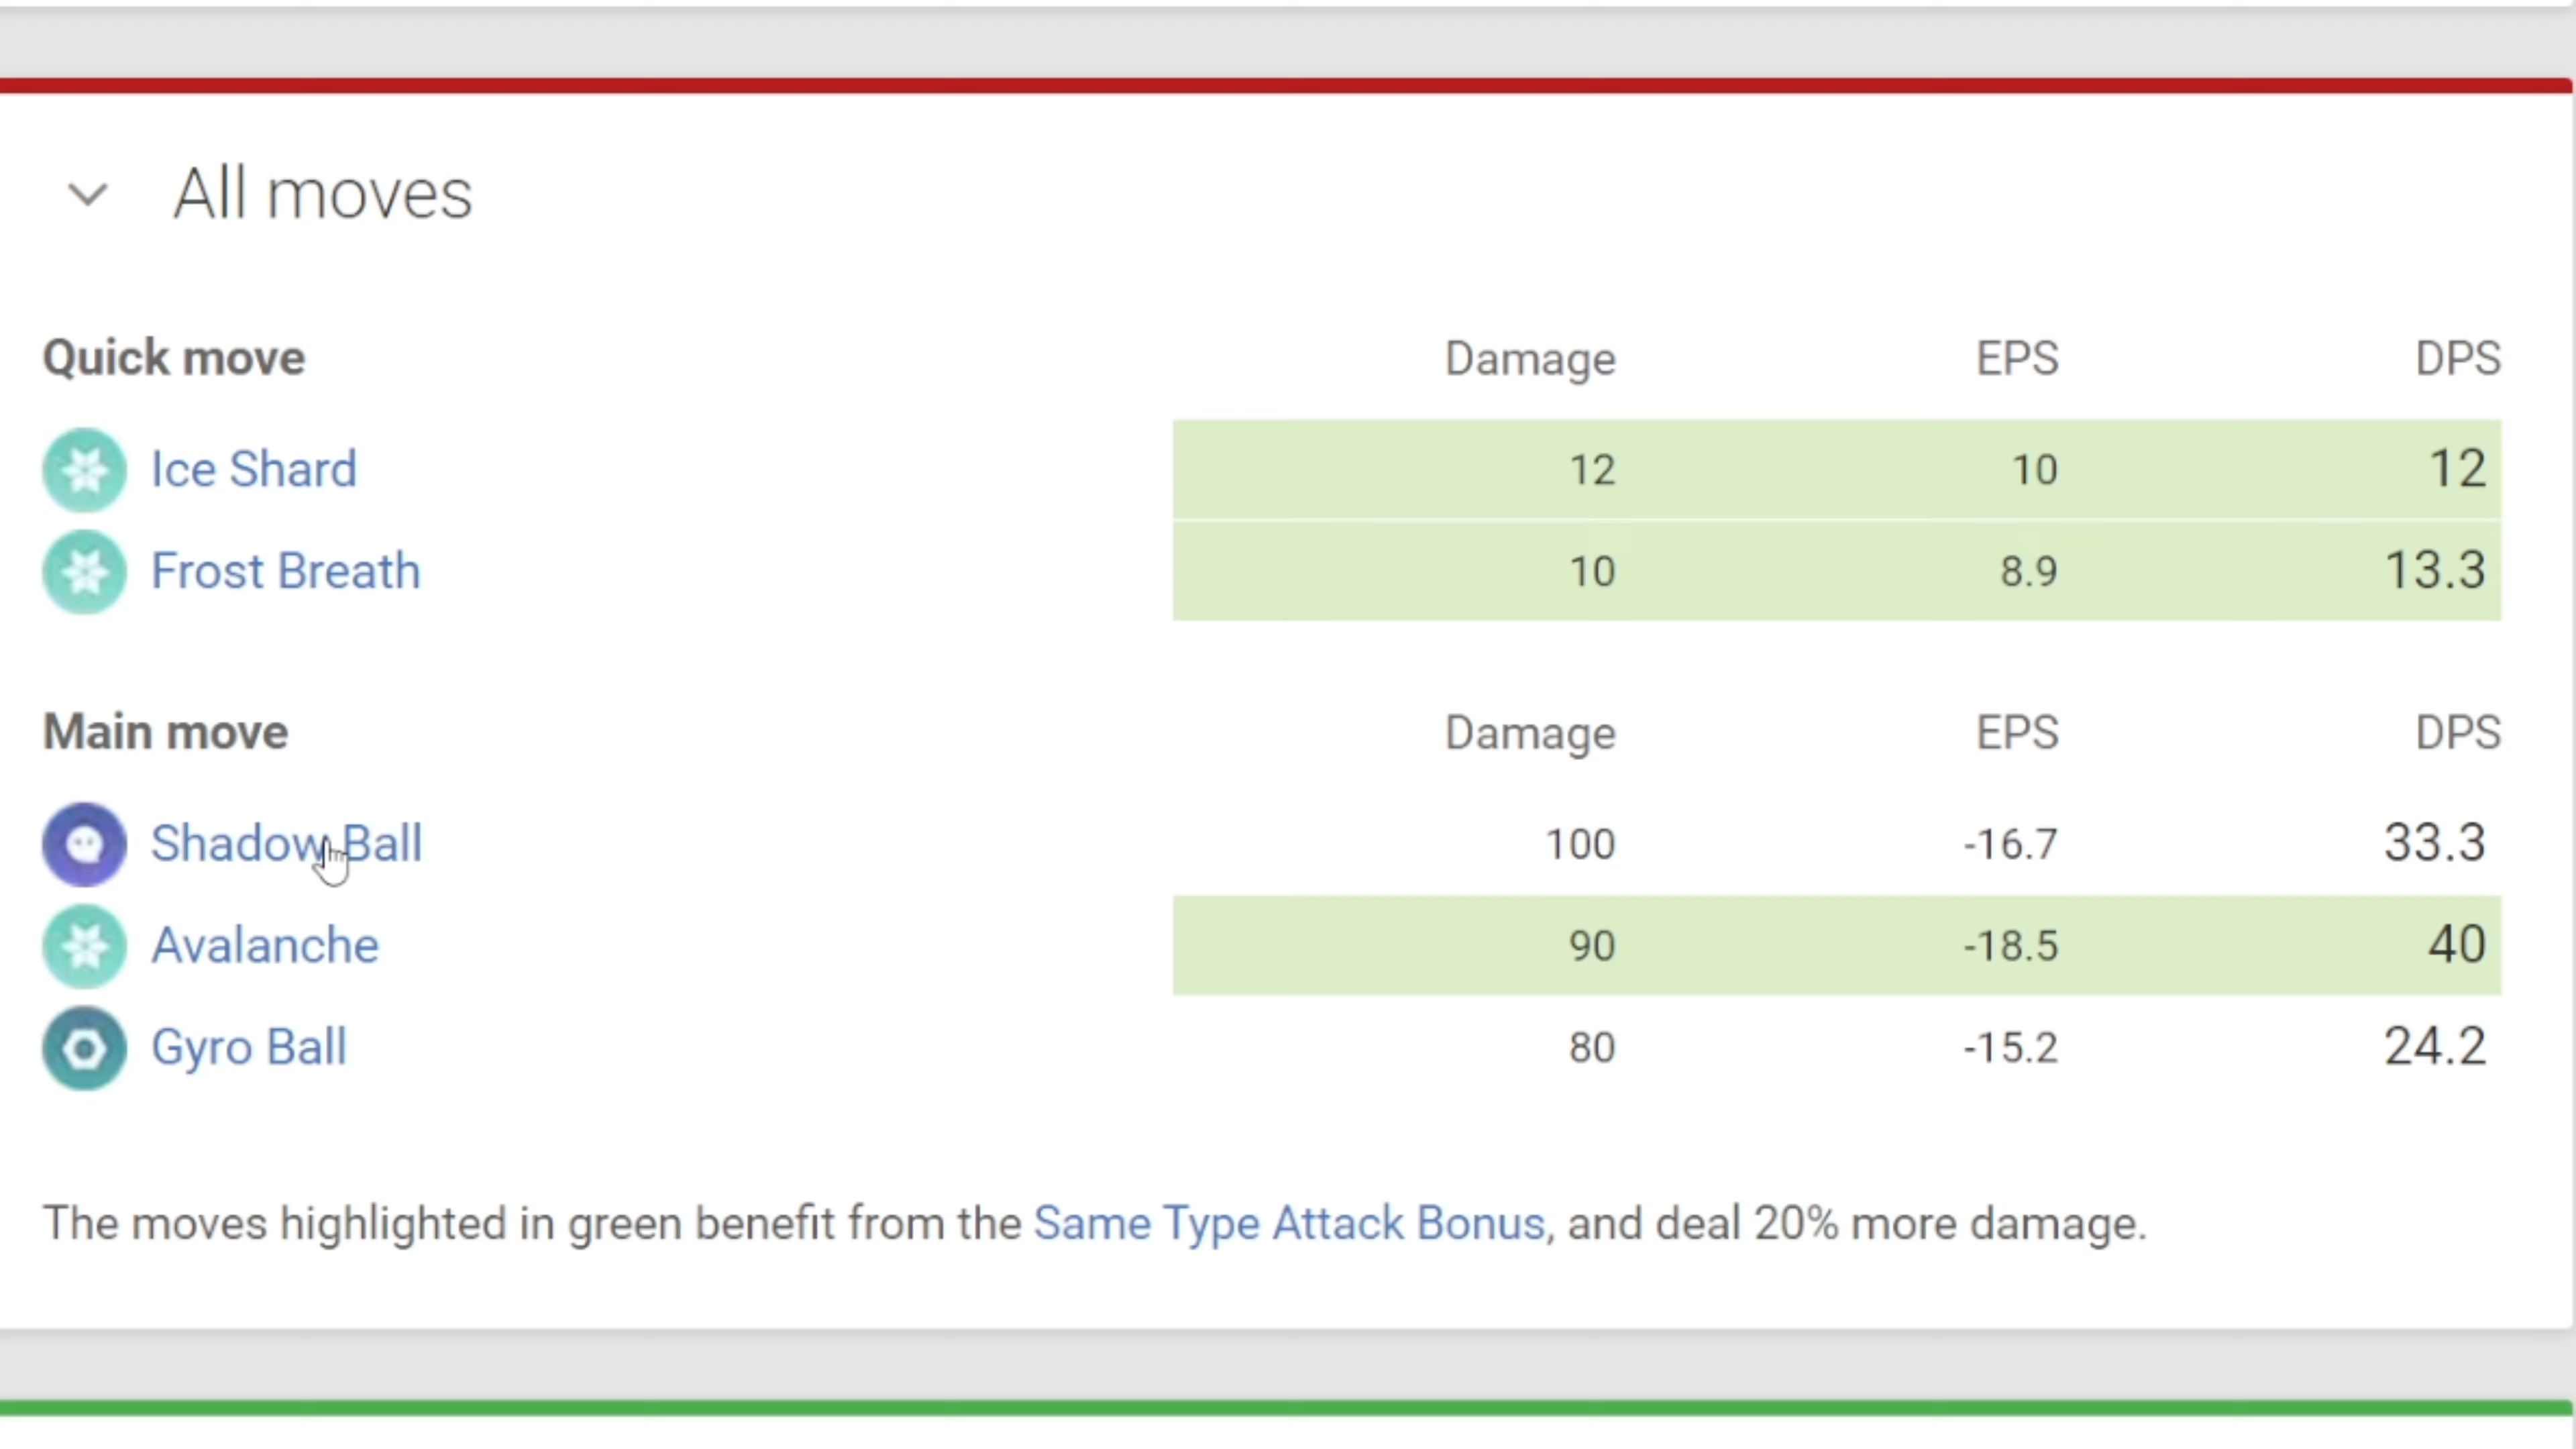 All moves
Quick move Damage EPS DPS
Ice Shard 12 10 12
Frost Breath 10 8.9 13.3
Main move Damage EPS DPS
Shadow Ball 100 -16.7 33.3
Avalanche 90 -18.5 40
Gyro Ball 80 -15.2 24.2
The moves highlighted in green benefit from the Same Type Attack Bonus, and deal 20% more damage.